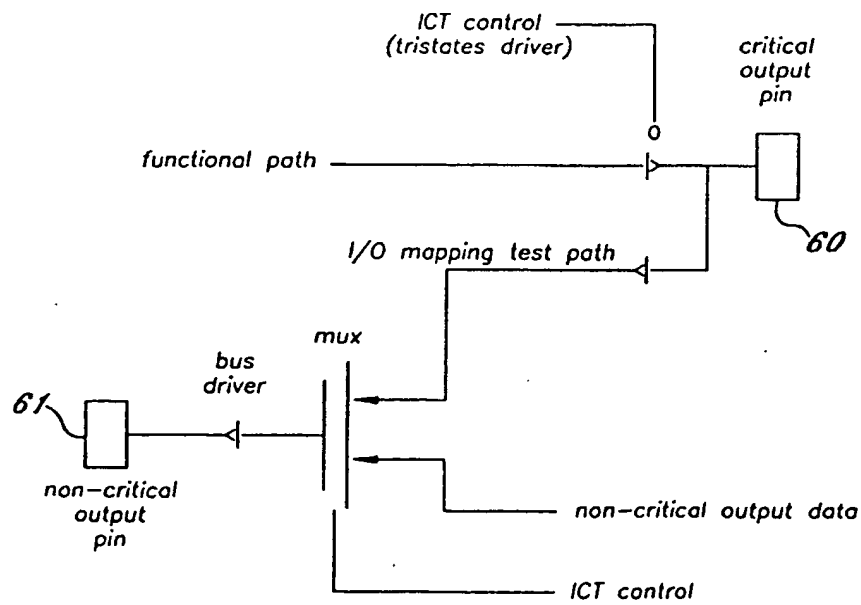 ICT control
(tristates driver)
critical
output
pin
0
functional path
60
I/O mapping test path
mux
bus
driver
61
non-critical
output
pin
non-critical output data
ICT control